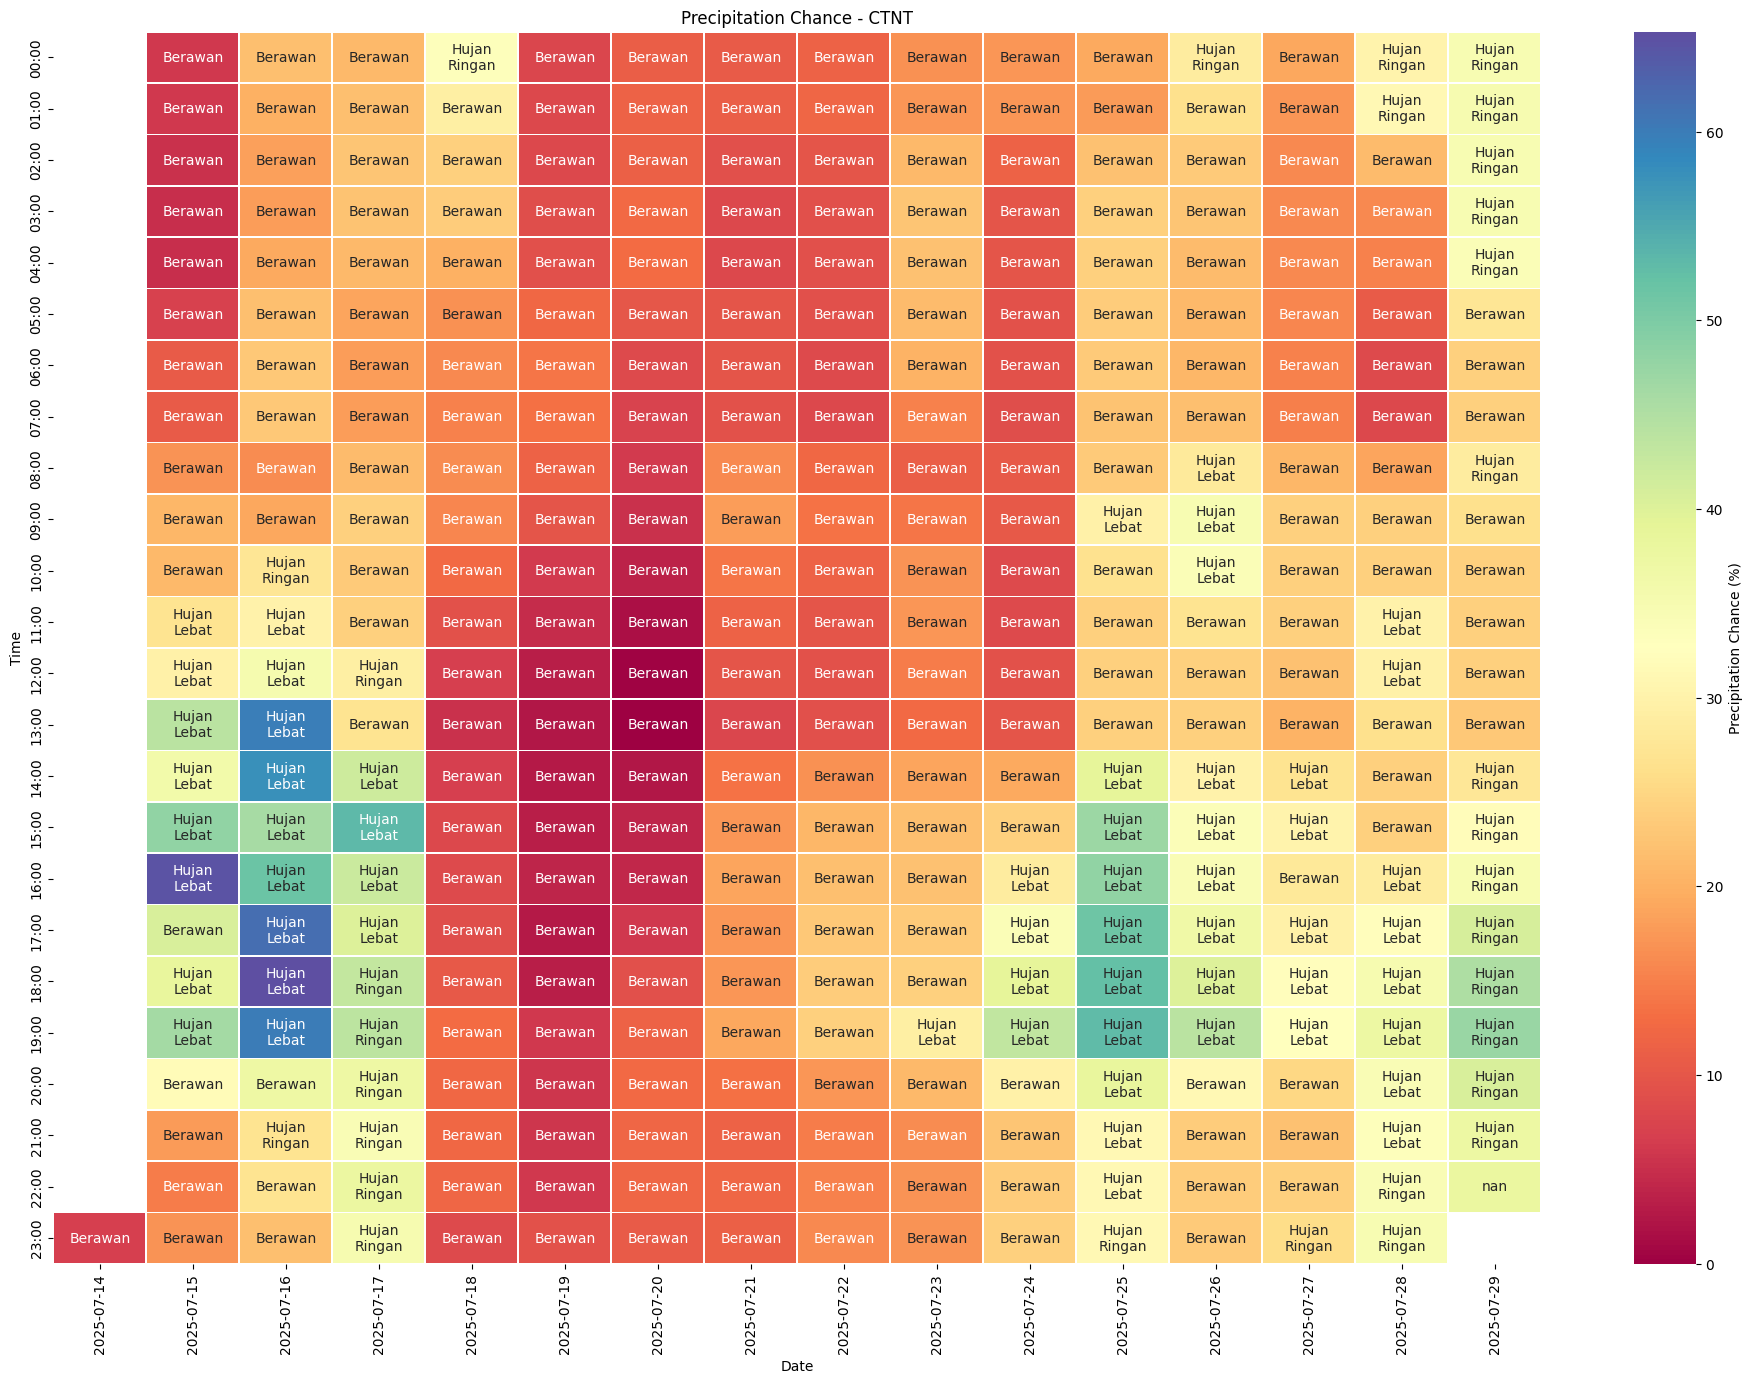 Precipitation Chance - CTNT
00:00 Berawan Berawan Berawan Hujan Ringan Berawan Berawan Berawan Berawan Berawan Berawan Berawan Hujan Ringan Berawan Hujan Ringan Hujan Ringan
01:00 Berawan Berawan Berawan Berawan Berawan Berawan Berawan Berawan Berawan Berawan Berawan Berawan Berawan Hujan Ringan Hujan Ringan
02:00 Berawan Berawan Berawan Berawan Berawan Berawan Berawan Berawan Berawan Berawan Berawan Berawan Berawan Berawan Hujan Ringan
03:00 Berawan Berawan Berawan Berawan Berawan Berawan Berawan Berawan Berawan Berawan Berawan Berawan Berawan Berawan Hujan Ringan
04:00 Berawan Berawan Berawan Berawan Berawan Berawan Berawan Berawan Berawan Berawan Berawan Berawan Berawan Berawan Hujan Ringan
05:00 Berawan Berawan Berawan Berawan Berawan Berawan Berawan Berawan Berawan Berawan Berawan Berawan Berawan Berawan Berawan
06:00 Berawan Berawan Berawan Berawan Berawan Berawan Berawan Berawan Berawan Berawan Berawan Berawan Berawan Berawan Berawan
07:00 Berawan Berawan Berawan Berawan Berawan Berawan Berawan Berawan Berawan Berawan Berawan Berawan Berawan Berawan Berawan
08:00 Berawan Berawan Berawan Berawan Berawan Berawan Berawan Berawan Berawan Berawan Berawan Hujan Lebat Berawan Berawan Hujan Ringan
09:00 Berawan Berawan Berawan Berawan Berawan Berawan Berawan Berawan Berawan Berawan Hujan Lebat Hujan Lebat Berawan Berawan Berawan
10:00 Berawan Hujan Ringan Berawan Berawan Berawan Berawan Berawan Berawan Berawan Berawan Berawan Hujan Lebat Berawan Berawan Berawan
11:00 Hujan Lebat Hujan Lebat Berawan Berawan Berawan Berawan Berawan Berawan Berawan Berawan Berawan Berawan Berawan Hujan Lebat Berawan
12:00 Hujan Lebat Hujan Lebat Hujan Ringan Berawan Berawan Berawan Berawan Berawan Berawan Berawan Berawan Berawan Berawan Hujan Lebat Berawan
13:00 Hujan Lebat Hujan Lebat Berawan Berawan Berawan Berawan Berawan Berawan Berawan Berawan Berawan Berawan Berawan Berawan Berawan
14:00 Hujan Lebat Hujan Lebat Hujan Lebat Berawan Berawan Berawan Berawan Berawan Berawan Berawan Hujan Lebat Hujan Lebat Hujan Lebat Berawan Hujan Ringan
15:00 Hujan Lebat Hujan Lebat Hujan Lebat Berawan Berawan Berawan Berawan Berawan Berawan Berawan Hujan Lebat Hujan Lebat Hujan Lebat Berawan Hujan Ringan
16:00 Hujan Lebat Hujan Lebat Hujan Lebat Berawan Berawan Berawan Berawan Berawan Berawan Hujan Lebat Hujan Lebat Hujan Lebat Berawan Hujan Lebat Hujan Ringan
17:00 Berawan Hujan Lebat Hujan Lebat Berawan Berawan Berawan Berawan Berawan Berawan Hujan Lebat Hujan Lebat Hujan Lebat Hujan Lebat Hujan Lebat Hujan Ringan
18:00 Hujan Lebat Hujan Lebat Hujan Ringan Berawan Berawan Berawan Berawan Berawan Berawan Hujan Lebat Hujan Lebat Hujan Lebat Hujan Lebat Hujan Lebat Hujan Ringan
19:00 Hujan Lebat Hujan Lebat Hujan Ringan Berawan Berawan Berawan Berawan Berawan Hujan Lebat Hujan Lebat Hujan Lebat Hujan Lebat Hujan Lebat Hujan Lebat Hujan Ringan
20:00 Berawan Berawan Hujan Ringan Berawan Berawan Berawan Berawan Berawan Berawan Berawan Hujan Lebat Berawan Berawan Hujan Lebat Hujan Ringan
21:00 Berawan Hujan Ringan Hujan Ringan Berawan Berawan Berawan Berawan Berawan Berawan Berawan Hujan Lebat Berawan Berawan Hujan Lebat Hujan Ringan
22:00 Berawan Berawan Hujan Ringan Berawan Berawan Berawan Berawan Berawan Berawan Berawan Hujan Lebat Berawan Berawan Hujan Ringan nan
23:00 Berawan Berawan Berawan Hujan Ringan Berawan Berawan Berawan Berawan Berawan Berawan Berawan Hujan Ringan Berawan Hujan Ringan Hujan Ringan
Time
2025-07-14 2025-07-15 2025-07-16 2025-07-17 2025-07-18 2025-07-19 2025-07-20 2025-07-21 2025-07-22 2025-07-23 2025-07-24 2025-07-25 2025-07-26 2025-07-27 2025-07-28 2025-07-29
Date
60
50
40
30
20
10
0
Precipitation Chance (%)